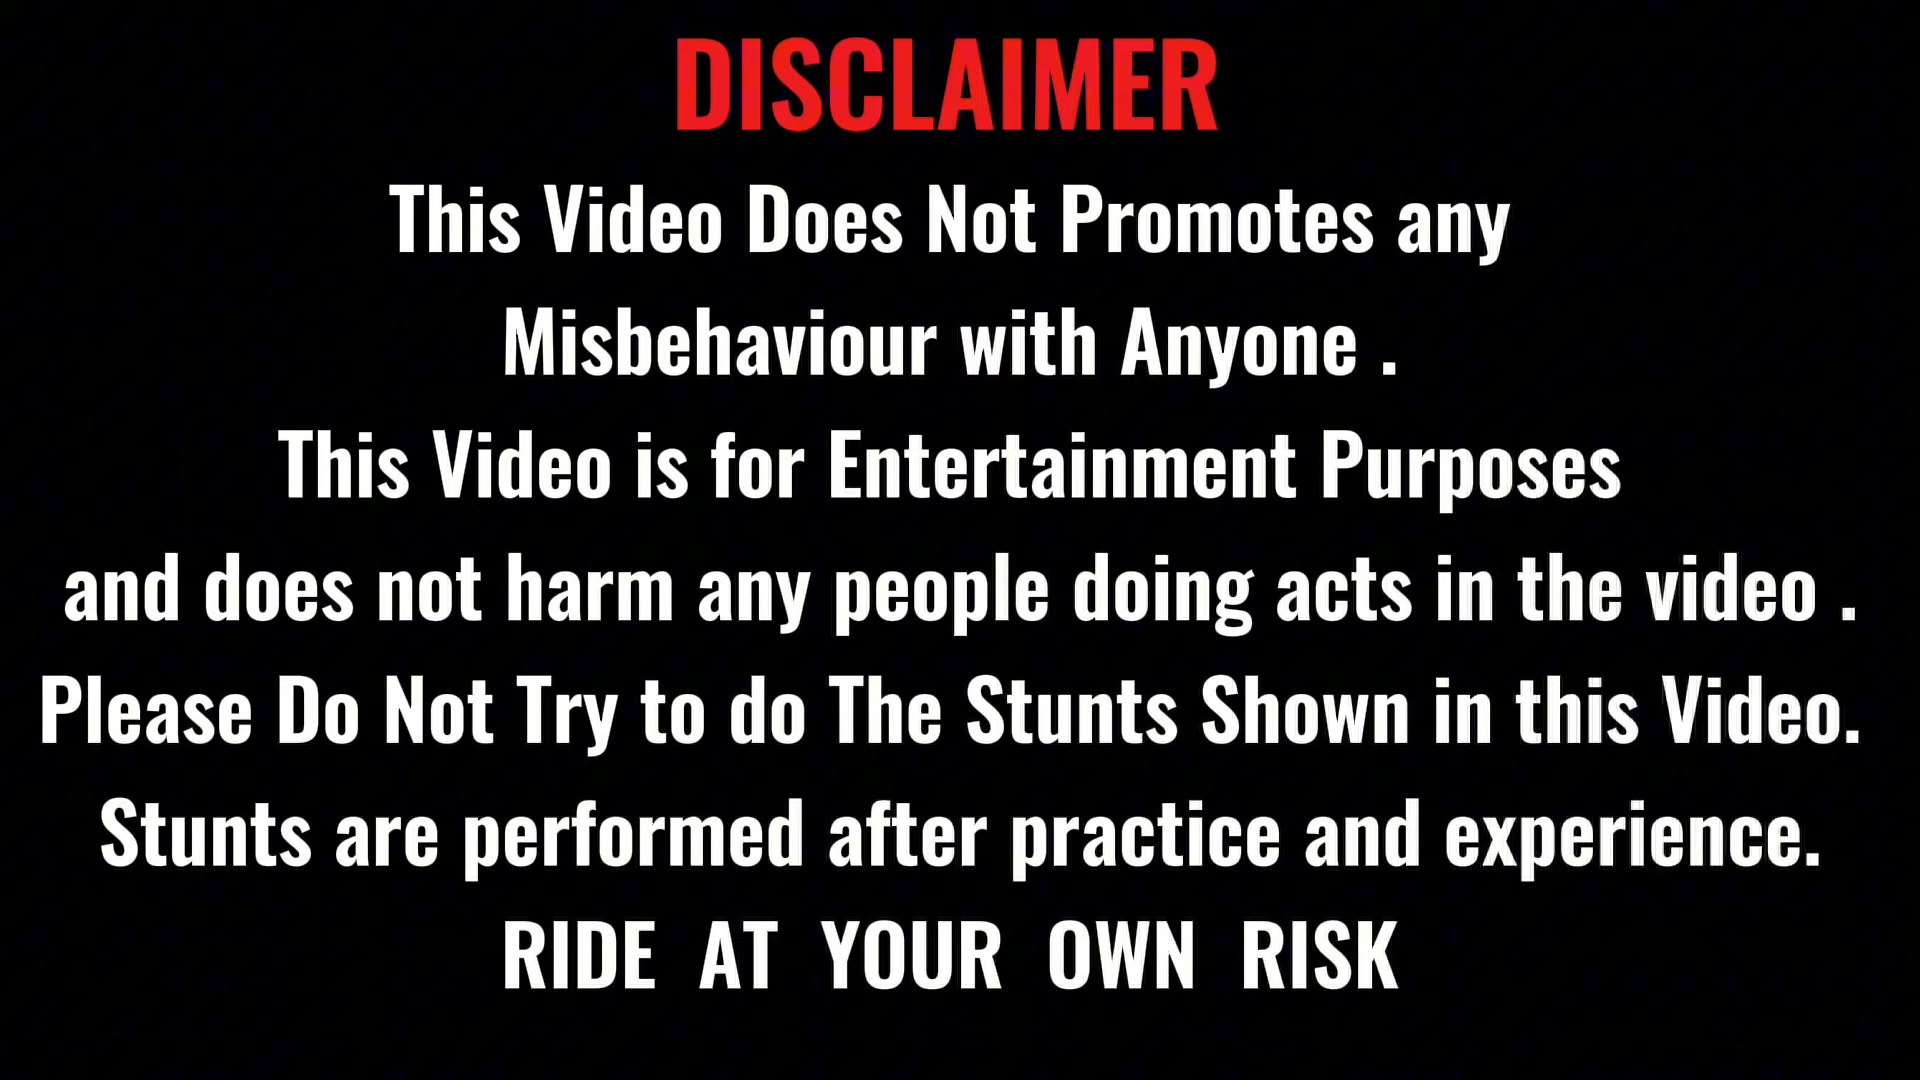 DISCLAIMER
This Video Does Not Promotes any
Misbehaviour with Anyone .
This Video is for Entertainment Purposes
and does not harm any people doing acts in the video .
Please Do Not Try to do The Stunts Shown in this Video.
Stunts are performed after practice and experience.
RIDE AT YOUR OWN RISK